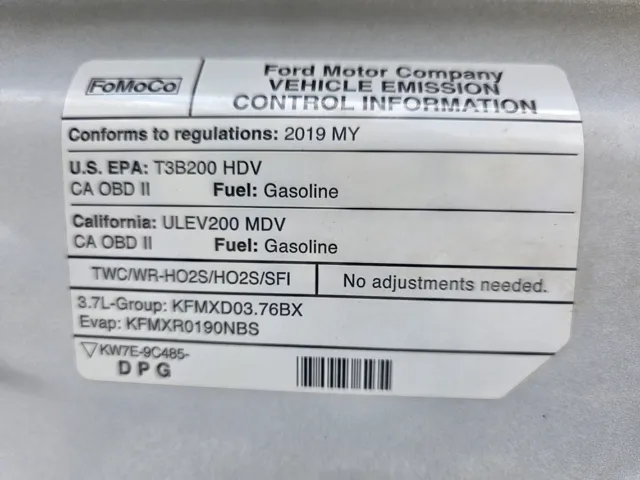 FoMoCo
Ford Motor Company
VEHICLE EMISSION
CONTROL INFORMATION
Conforms to regulations: 2019 MY
U.S. EPA: T3B200 HDV
CA OBD II Fuel: Gasoline
California: ULEV200 MDV
CA OBD II Fuel: Gasoline
TWC/WR-HO2S/HO2S/SFI No adjustments needed.
3.7L-Group: KFMXD03.76BX
Evap: KFMXR0190NBS
▽KW7E-9C485-
DPG